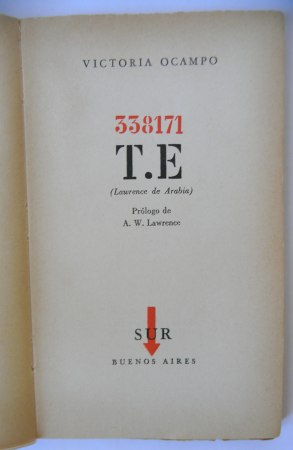 VICTORIA OCAMPO
338171
T.E
(Lawrence de Arabia)
Prólogo de
A. W. Lawrence
SUR
BUENOS AIRES